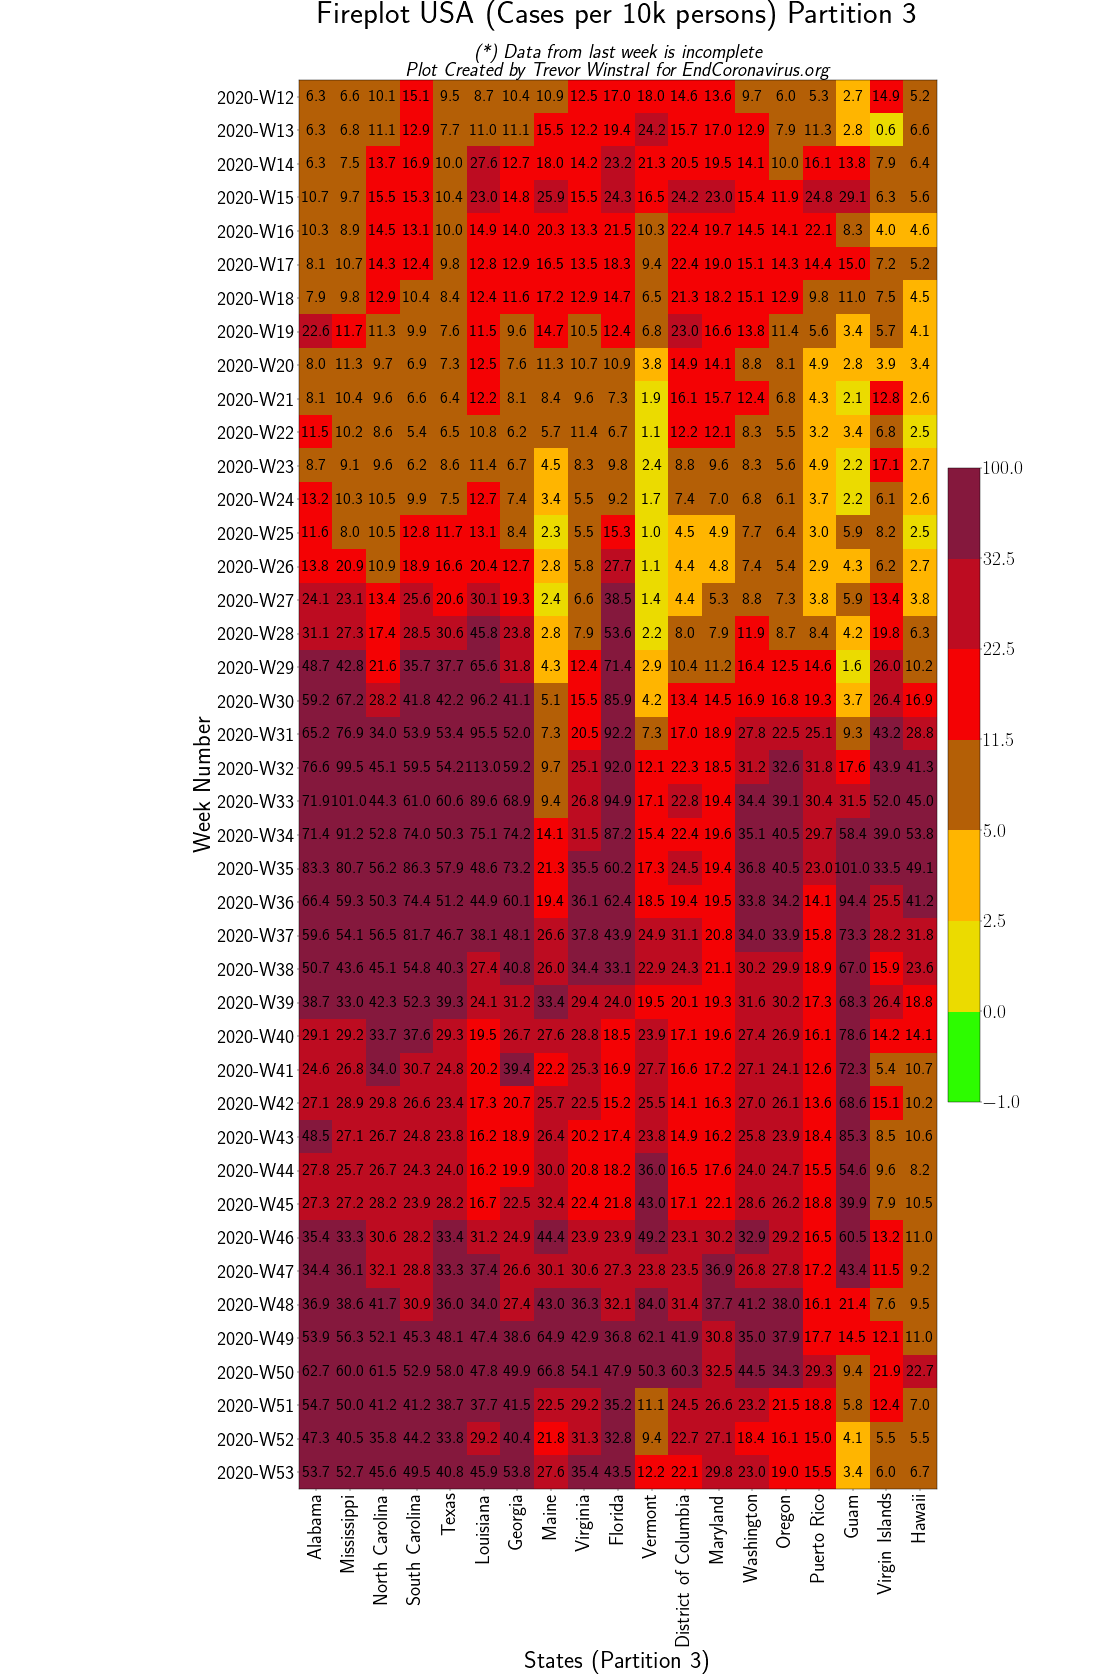 Fireplot USA (Cases per 10k persons) Partition 3
(*) Data from last week is incomplete
Plot Created by Trevor Winstral for EndCoronavirus.org
2020-W12 6.3 6.6 10.1 15.1 9.5 8.7 10.4 10.9 12.5 17.0 18.0 14.6 13.6 9.7 6.0 5.3 2.7 14.9 5.2
2020-W13 6.3 6.8 11.1 12.9 7.7 11.0 11.1 15.5 12.2 19.4 24.2 15.7 17.0 12.9 7.9 11.3 2.8 0.6 6.6
2020-W14 6.3 7.5 13.7 16.9 10.0 27.6 12.7 18.0 14.2 23.2 21.3 20.5 19.5 14.1 10.0 16.1 13.8 7.9 6.4
2020-W15 10.7 9.7 15.5 15.3 10.4 23.0 14.8 25.9 15.5 24.3 16.5 24.2 23.0 15.4 11.9 24.8 29.1 6.3 5.6
2020-W16 10.3 8.9 14.5 13.1 10.0 14.9 14.0 20.3 13.3 21.5 10.3 22.4 19.7 14.5 14.1 22.1 8.3 4.0 4.6
2020-W17 8.1 10.7 14.3 12.4 9.8 12.8 12.9 16.5 13.5 18.3 9.4 22.4 19.0 15.1 14.3 14.4 15.0 7.2 5.2
2020-W18 7.9 9.8 12.9 10.4 8.4 12.4 11.6 17.2 12.9 14.7 6.5 21.3 18.2 15.1 12.9 9.8 11.0 7.5 4.5
2020-W19 22.6 11.7 11.3 9.9 7.6 11.5 9.6 14.7 10.5 12.4 6.8 23.0 16.6 13.8 11.4 5.6 3.4 5.7 4.1
2020-W20 8.0 11.3 9.7 6.9 7.3 12.5 7.6 11.3 10.7 10.9 3.8 14.9 14.1 8.8 8.1 4.9 2.8 3.9 3.4
2020-W21 8.1 10.4 9.6 6.6 6.4 12.2 8.1 8.4 9.6 7.3 1.9 16.1 15.7 12.4 6.8 4.3 2.1 12.8 2.6
2020-W22 11.5 10.2 8.6 5.4 6.5 10.8 6.2 5.7 11.4 6.7 1.1 12.2 12.1 8.3 5.5 3.2 3.4 6.8 2.5
2020-W23 8.7 9.1 9.6 6.2 8.6 11.4 6.7 4.5 8.3 9.8 2.4 8.8 9.6 8.3 5.6 4.9 2.2 17.1 2.7
2020-W24 13.2 10.3 10.5 9.9 7.5 12.7 7.4 3.4 5.5 9.2 1.7 7.4 7.0 6.8 6.1 3.7 2.2 6.1 2.6
2020-W25 11.6 8.0 10.5 12.8 11.7 13.1 8.4 2.3 5.5 15.3 1.0 4.5 4.9 7.7 6.4 3.0 5.9 8.2 2.5
2020-W26 13.8 20.9 10.9 18.9 16.6 20.4 12.7 2.8 5.8 27.7 1.1 4.4 4.8 7.4 5.4 2.9 4.3 6.2 2.7
2020-W27 24.1 23.1 13.4 25.6 20.6 30.1 19.3 2.4 6.6 38.5 1.4 4.4 5.3 8.8 7.3 3.8 5.9 13.4 3.8
2020-W28 31.1 27.3 17.4 28.5 30.6 45.8 23.8 2.8 7.9 53.6 2.2 8.0 7.9 11.9 8.7 8.4 4.2 19.8 6.3
2020-W29 48.7 42.8 21.6 35.7 37.7 65.6 31.8 4.3 12.4 71.4 2.9 10.4 11.2 16.4 12.5 14.6 1.6 26.0 10.2
2020-W30 59.2 67.2 28.2 41.8 42.2 96.2 41.1 5.1 15.5 85.9 4.2 13.4 14.5 16.9 16.8 19.3 3.7 26.4 16.9
2020-W31 65.2 76.9 34.0 53.9 53.4 95.5 52.0 7.3 20.5 92.2 7.3 17.0 18.9 27.8 22.5 25.1 9.3 43.2 28.8
2020-W32 76.6 99.5 45.1 59.5 54.2 113.0 59.2 9.7 25.1 92.0 12.1 22.3 18.5 31.2 32.6 31.8 17.6 43.9 41.3
2020-W33 71.9 101.0 44.3 61.0 60.6 89.6 68.9 9.4 26.8 94.9 17.1 22.8 19.4 34.4 39.1 30.4 31.5 52.0 45.0
2020-W34 71.4 91.2 52.8 74.0 50.3 75.1 74.2 14.1 31.5 87.2 15.4 22.4 19.6 35.1 40.5 29.7 58.4 39.0 53.8
2020-W35 83.3 80.7 56.2 86.3 57.9 48.6 73.2 21.3 35.5 60.2 17.3 24.5 19.4 36.8 40.5 23.0 101.0 33.5 49.1
2020-W36 66.4 59.3 50.3 74.4 51.2 44.9 60.1 19.4 36.1 62.4 18.5 19.4 19.5 33.8 34.2 14.1 94.4 25.5 41.2
2020-W37 59.6 54.1 56.5 81.7 46.7 38.1 48.1 26.6 37.8 43.9 24.9 31.1 20.8 34.0 33.9 15.8 73.3 28.2 31.8
2020-W38 50.7 43.6 45.1 54.8 40.3 27.4 40.8 26.0 34.4 33.1 22.9 24.3 21.1 30.2 29.9 18.9 67.0 15.9 23.6
2020-W39 38.7 33.0 42.3 52.3 39.3 24.1 31.2 33.4 29.4 24.0 19.5 20.1 19.3 31.6 30.2 17.3 68.3 26.4 18.8
2020-W40 29.1 29.2 33.7 37.6 29.3 19.5 26.7 27.6 28.8 18.5 23.9 17.1 19.6 27.4 26.9 16.1 78.6 14.2 14.1
2020-W41 24.6 26.8 34.0 30.7 24.8 20.2 39.4 22.2 25.3 16.9 27.7 16.6 17.2 27.1 24.1 12.6 72.3 5.4 10.7
2020-W42 27.1 28.9 29.8 26.6 23.4 17.3 20.7 25.7 22.5 15.2 25.5 14.1 16.3 27.0 26.1 13.6 68.6 15.1 10.2
2020-W43 48.5 27.1 26.7 24.8 23.8 16.2 18.9 26.4 20.2 17.4 23.8 14.9 16.2 25.8 23.9 18.4 85.3 8.5 10.6
2020-W44 27.8 25.7 26.7 24.3 24.0 16.2 19.9 30.0 20.8 18.2 36.0 16.5 17.6 24.0 24.7 15.5 54.6 9.6 8.2
2020-W45 27.3 27.2 28.2 23.9 28.2 16.7 22.5 32.4 22.4 21.8 43.0 17.1 22.1 28.6 26.2 18.8 39.9 7.9 10.5
2020-W46 35.4 33.3 30.6 28.2 33.4 31.2 24.9 44.4 23.9 23.9 49.2 23.1 30.2 32.9 29.2 16.5 60.5 13.2 11.0
2020-W47 34.4 36.1 32.1 28.8 33.3 37.4 26.6 30.1 30.6 27.3 23.8 23.5 36.9 26.8 27.8 17.2 43.4 11.5 9.2
2020-W48 36.9 38.6 41.7 30.9 36.0 34.0 27.4 43.0 36.3 32.1 84.0 31.4 37.7 41.2 38.0 16.1 21.4 7.6 9.5
2020-W49 53.9 56.3 52.1 45.3 48.1 47.4 38.6 64.9 42.9 36.8 62.1 41.9 30.8 35.0 37.9 17.7 14.5 12.1 11.0
2020-W50 62.7 60.0 61.5 52.9 58.0 47.8 49.9 66.8 54.1 47.9 50.3 60.3 32.5 44.5 34.3 29.3 9.4 21.9 22.7
2020-W51 54.7 50.0 41.2 41.2 38.7 37.7 41.5 22.5 29.2 35.2 11.1 24.5 26.6 23.2 21.5 18.8 5.8 12.4 7.0
2020-W52 47.3 40.5 35.8 44.2 33.8 29.2 40.4 21.8 31.3 32.8 9.4 22.7 27.1 18.4 16.1 15.0 4.1 5.5 5.5
2020-W53 53.7 52.7 45.6 49.5 40.8 45.9 53.8 27.6 35.4 43.5 12.2 22.1 29.8 23.0 19.0 15.5 3.4 6.0 6.7
Week Number
Alabama
Mississippi
North Carolina
South Carolina
Texas
Louisiana
Georgia
Maine
Virginia
Florida
Vermont
District of Columbia
Maryland
Washington
Oregon
Puerto Rico
Guam
Virgin Islands
Hawaii
States (Partition 3)
100.0
32.5
22.5
11.5
5.0
2.5
0.0
−1.0